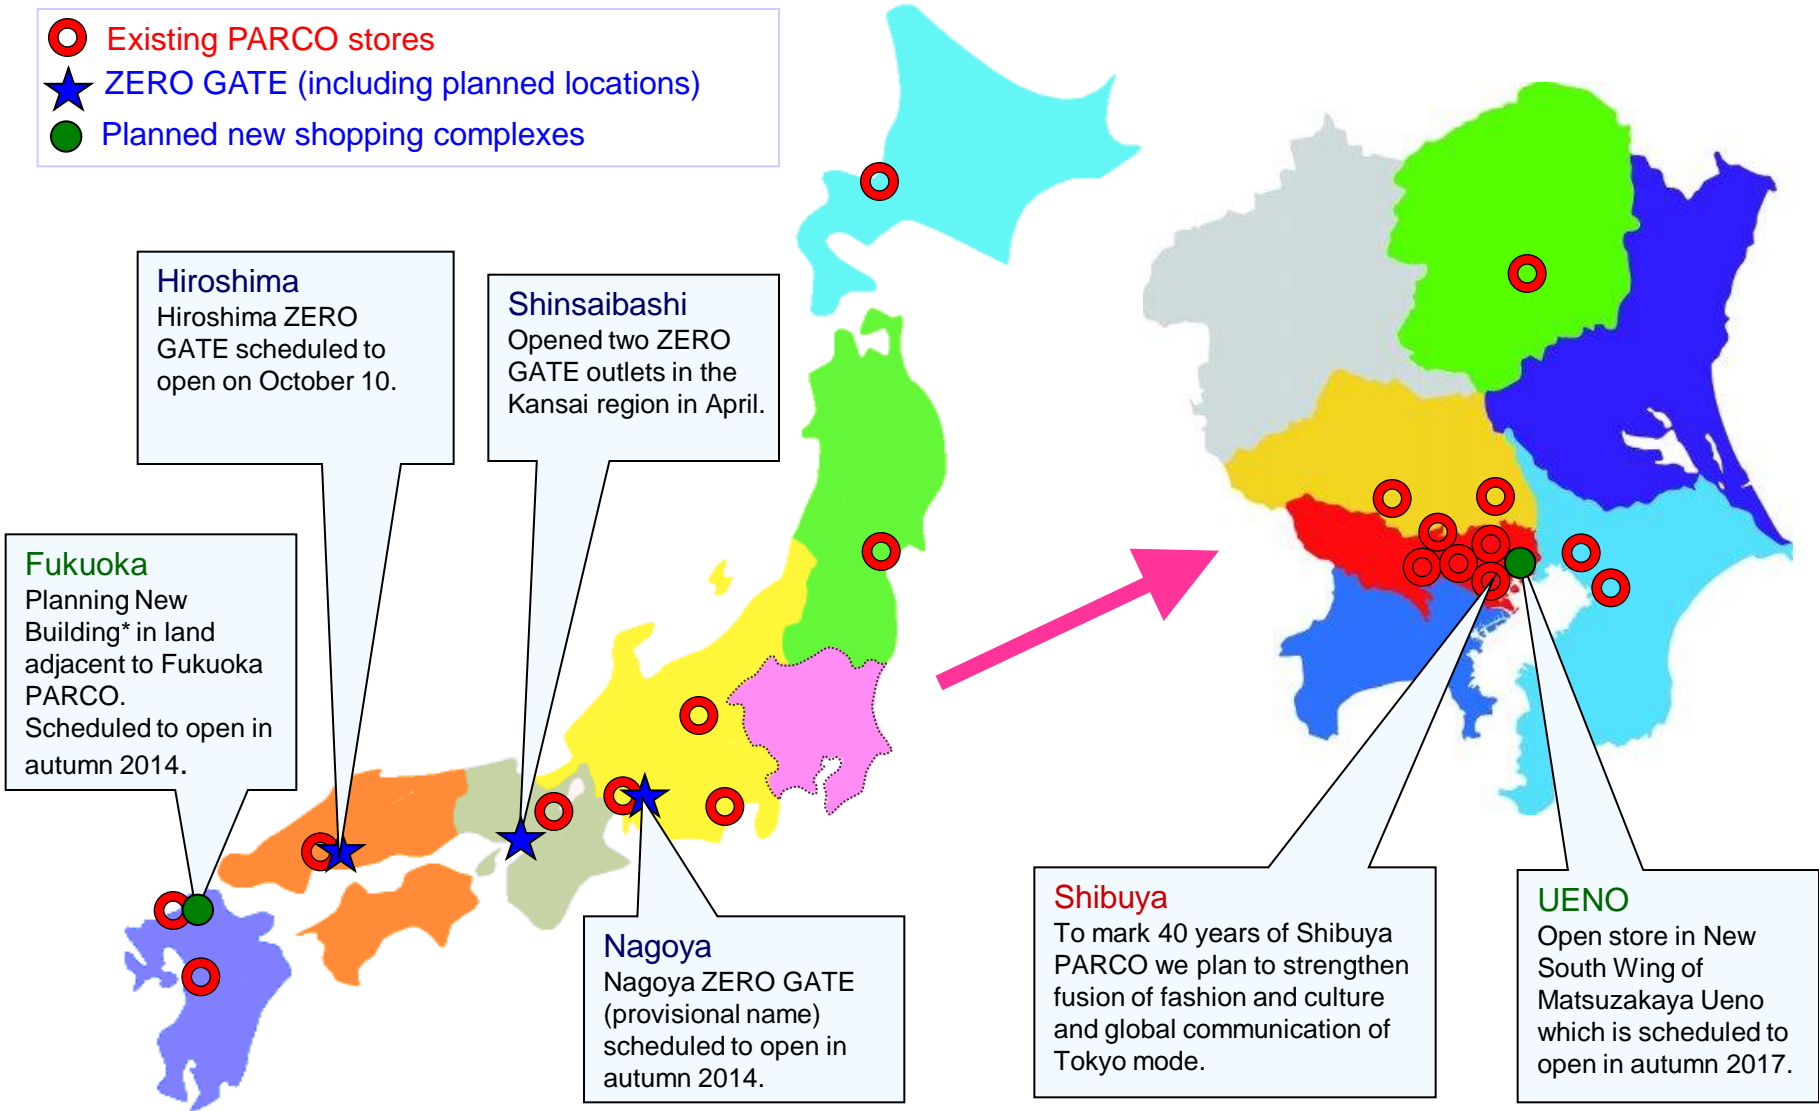 Existing PARCO stores
ZERO GATE (including planned locations)
Planned new shopping complexes
Hiroshima
Hiroshima ZERO
GATE scheduled to
open on October 10.
Shinsaibashi
Opened two ZERO
GATE outlets in the
Kansai region in April.
Fukuoka
Planning New
Building* in land
adjacent to Fukuoka
PARCO.
Scheduled to open in
autumn 2014.
Nagoya
Nagoya ZERO GATE
(provisional name)
scheduled to open in
autumn 2014.
Shibuya
To mark 40 years of Shibuya
PARCO we plan to strengthen
fusion of fashion and culture
and global communication of
Tokyo mode.
UENO
Open store in New
South Wing of
Matsuzakaya Ueno
which is scheduled to
open in autumn 2017.